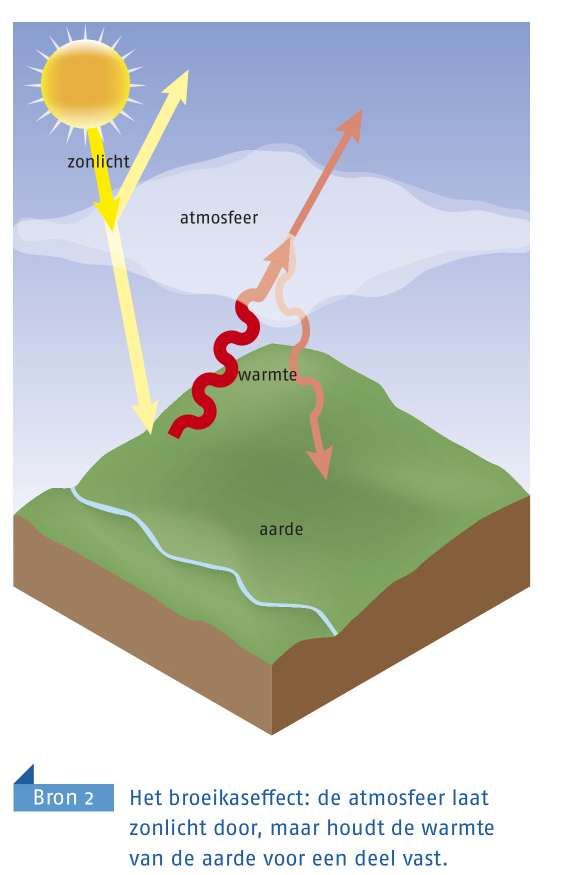 zonlicht
atmosfeer
warmte
aarde
Bron 2
Het broeikaseffect: de atmosfeer laat
zonlicht door, maar houdt de warmte
van de aarde voor een deel vast.